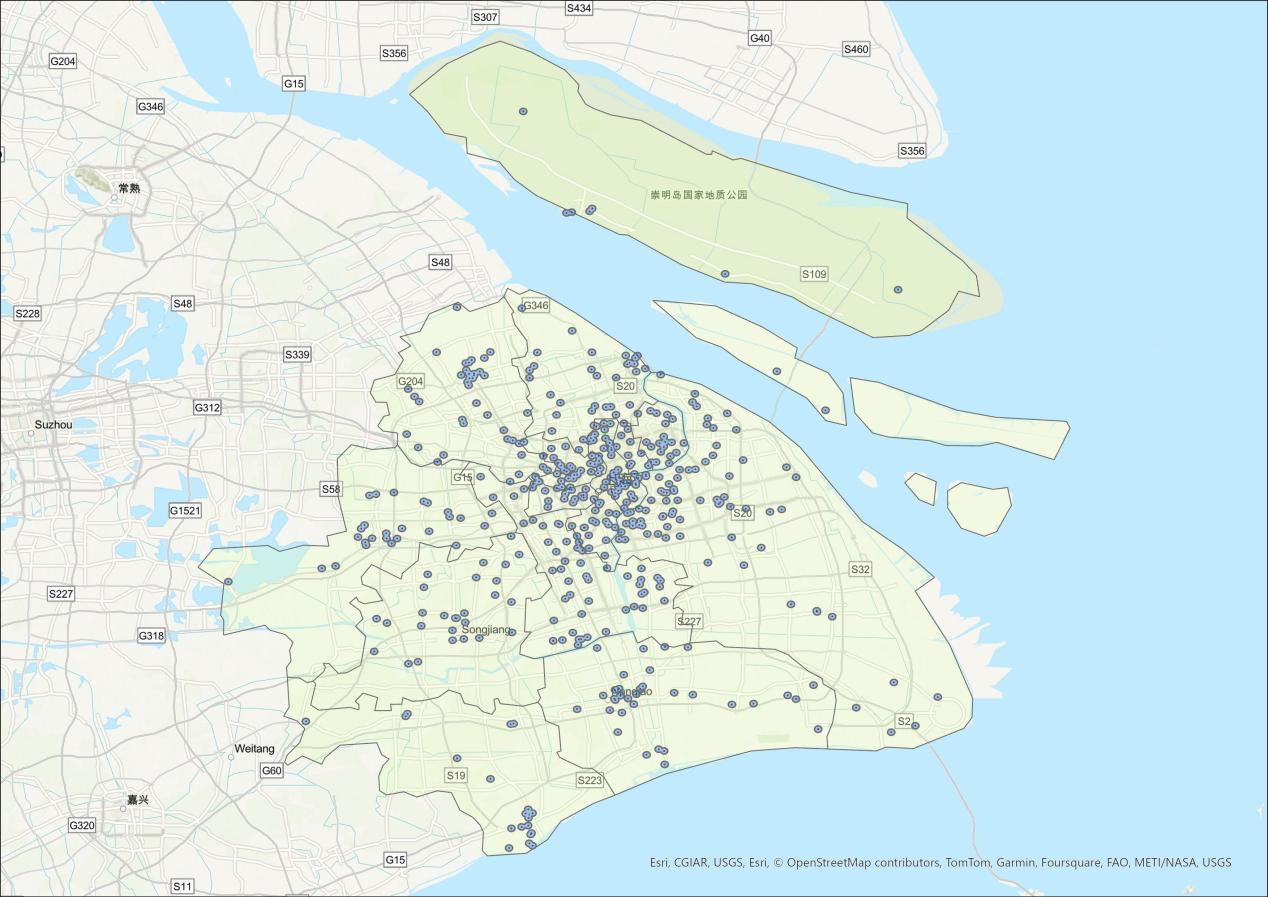 S307
S434
G40
S356
S460
G204
G15
G346
S356
常熟
崇明岛国家地质公园
S48
S109
S48
G346
S228
S339
G204
S20
G312
Suzhou
G15
S58
G1521
S20
S32
S227
G318
S227
Songjiang
S2
Weitang
G60
S19
S223
嘉兴
G320
G15
S11
Esri, CGIAR, USGS, Esri, © OpenStreetMap contributors, TomTom, Garmin, Foursquare, FAO, METI/NASA, USGS